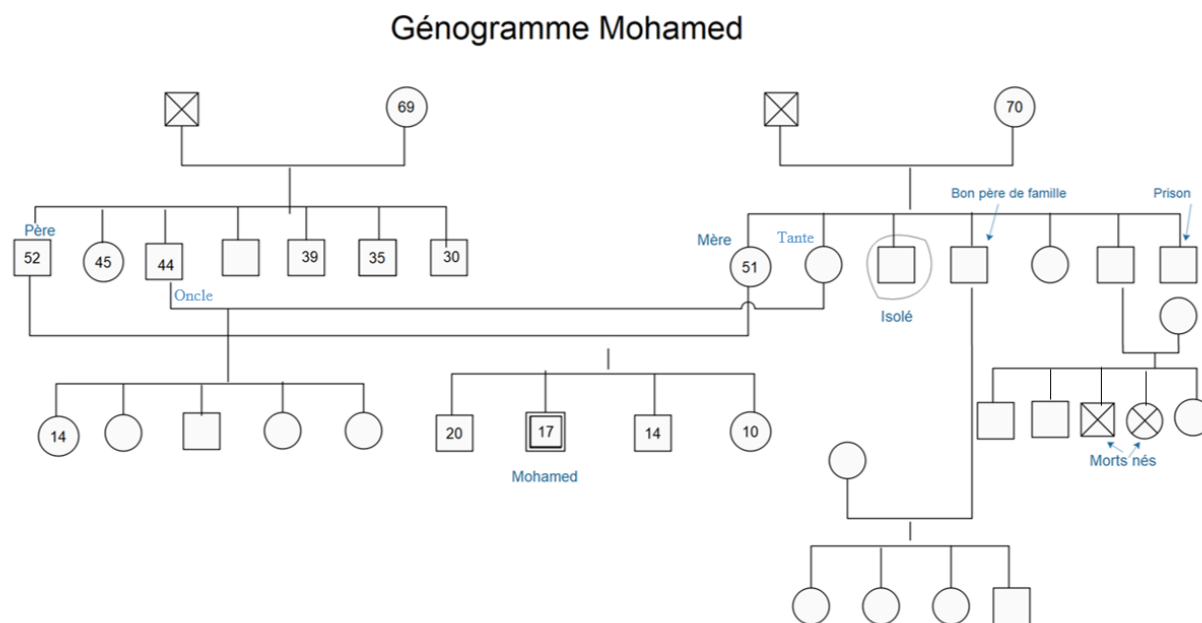 Génogramme Mohamed
69
70
Bon père de famille
Prison
Père
Mère
Tante
52
45
44
39
35
30
51
Oncle
Isolé
14
20
17
14
10
Mohamed
Morts nés